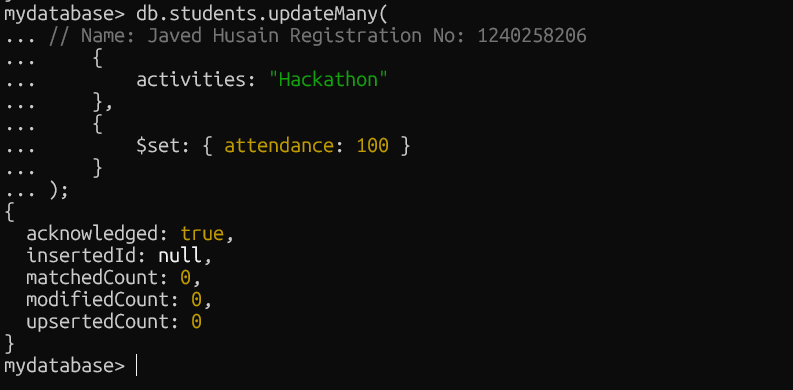 mydatabase> db.students.updateMany(
... // Name: Javed Husain Registration No: 1240258206
...     {
...         activities: "Hackathon"
...     },
...     {
...         $set: { attendance: 100 }
...     }
... );
{
  acknowledged: true,
  insertedId: null,
  matchedCount: 0,
  modifiedCount: 0,
  upsertedCount: 0
}
mydatabase>